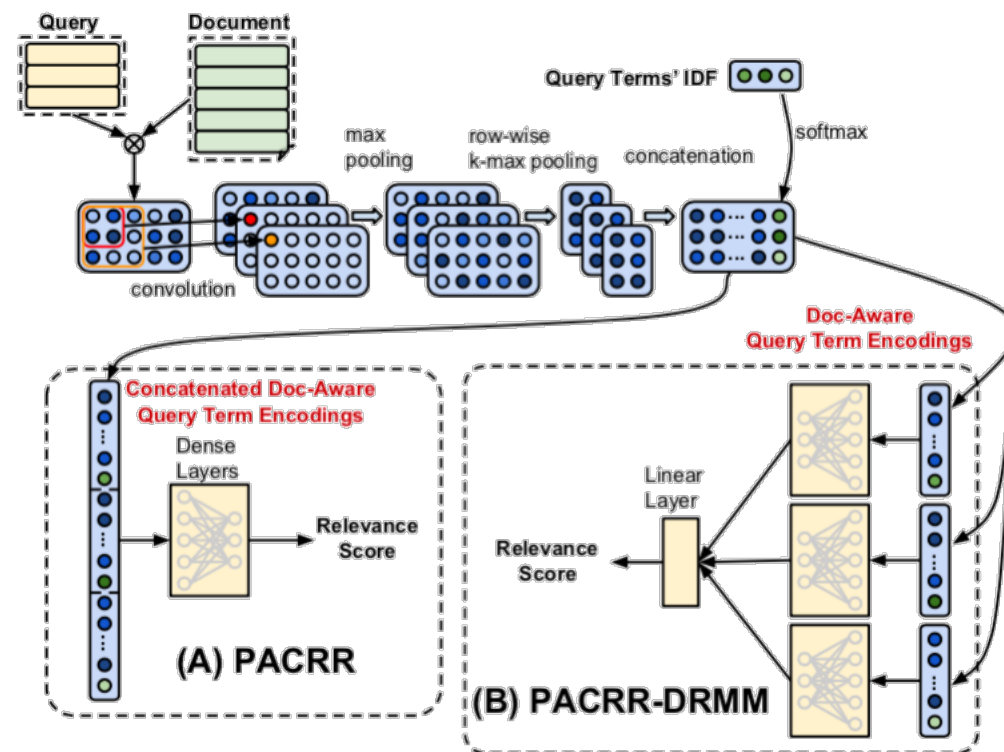 Query
Document
Query Terms' IDF
softmax
max
pooling
row-wise
k-max pooling
concatenation
convolution
Doc-Aware
Query Term Encodings
Concatenated Doc-Aware
Query Term Encodings
Dense
Layers
Relevance
Score
(A) PACRR
Linear
Layer
Relevance
Score
(B) PACRR-DRMM